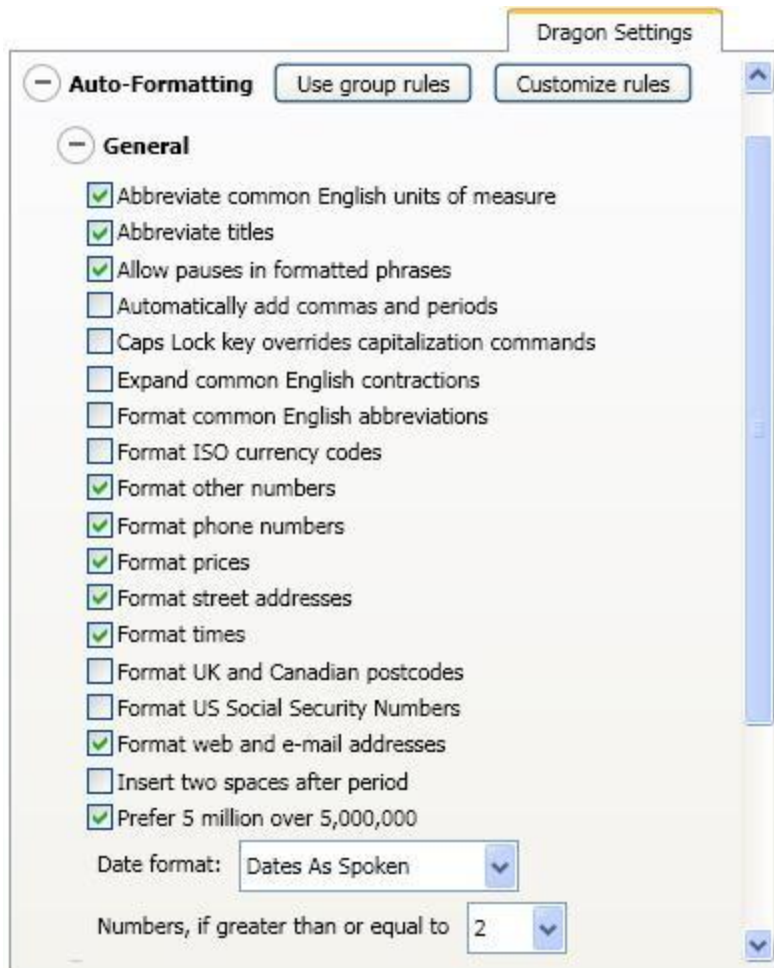 Dragon Settings
Auto-Formatting Use group rules Customize rules
General
Abbreviate common English units of measure
Abbreviate titles
Allow pauses in formatted phrases
Automatically add commas and periods
Caps Lock key overrides capitalization commands
Expand common English contractions
Format common English abbreviations
Format ISO currency codes
Format other numbers
Format phone numbers
Format prices
Format street addresses
Format times
Format UK and Canadian postcodes
Format US Social Security Numbers
Format web and e-mail addresses
Insert two spaces after period
Prefer 5 million over 5,000,000
Date format: Dates As Spoken
Numbers, if greater than or equal to 2